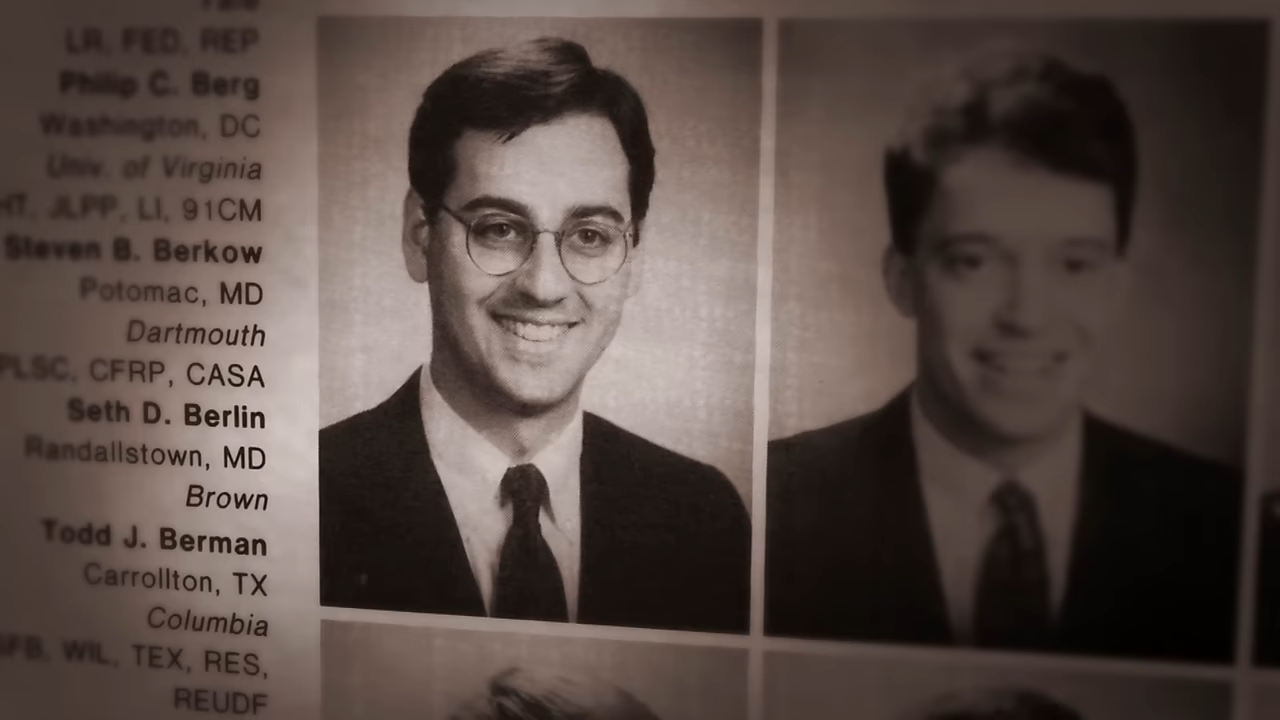 Yale
LR, FED, REP
Philip C. Berg
Washington, DC
Univ. of Virginia
HT, JLPP, LI, 91CM
Steven B. Berkow
Potomac, MD
Dartmouth
PLSC, CFRP, CASA
Seth D. Berlin
Randallstown, MD
Brown
Todd J. Berman
Carrollton, TX
Columbia
WIL, TEX, RES,
REUDF